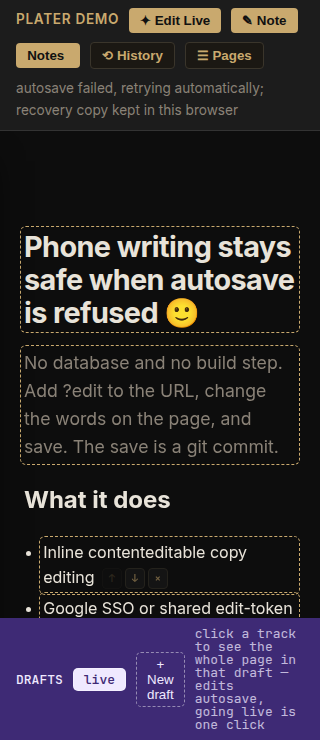 PLATER DEMO ✦ Edit Live ✎ Note
Notes ⟲ History ☰ Pages
autosave failed, retrying automatically;
recovery copy kept in this browser
Phone writing stays
safe when autosave
is refused 🙂
No database and no build step.
Add ?edit to the URL, change
the words on the page, and
save. The save is a git commit.
What it does
• Inline contenteditable copy
editing ↑ ↓ ×
• Google SSO or shared edit-token
DRAFTS live
+
New
draft
click a track
to see the
whole page in
that draft —
edits
autosave,
going live is
one click